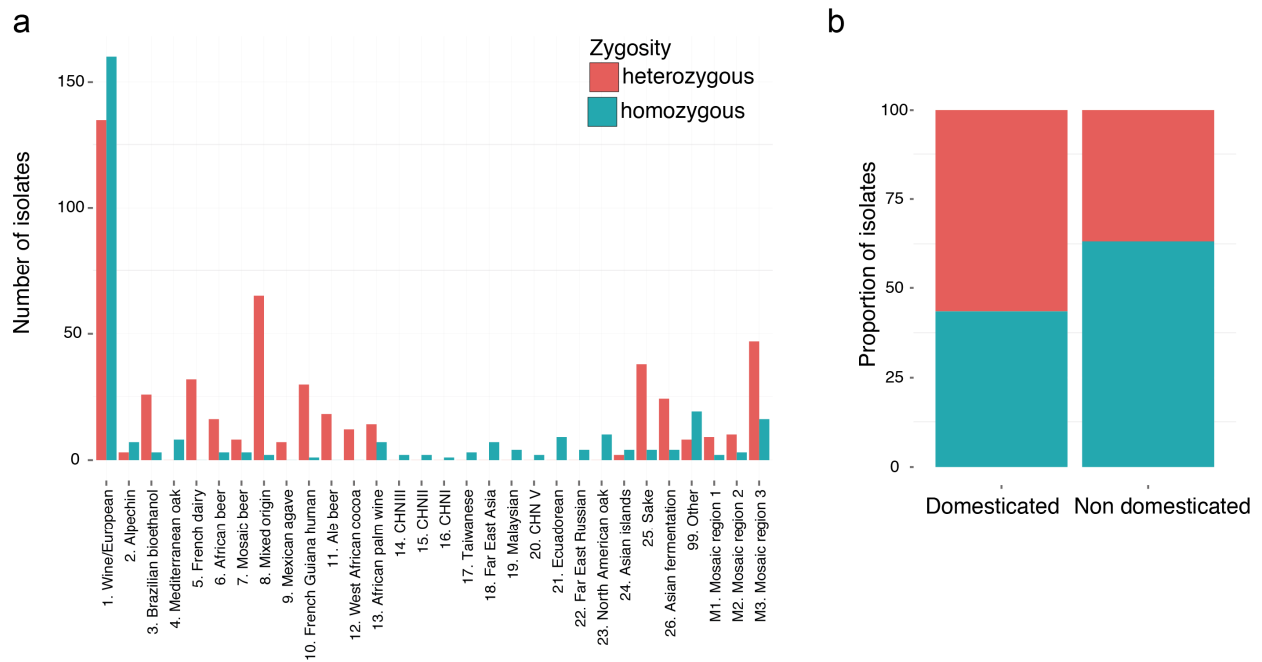 a
Number of isolates
150
100
50
0
Zygosity
heterozygous
homozygous
1. Wine/European
2. Alpechin
3. Brazilian bioethanol
4. Mediterranean oak
5. French dairy
6. African beer
7. Mosaic beer
8. Mixed origin
9. Mexican agave
10. French Guiana human
11. Ale beer
12. West African cocoa
13. African palm wine
14. CHNIII
15. CHNII
16. CHNI
17. Taiwanese
18. Far East Asia
19. Malaysian
20. CHN V
21. Ecuadorean
22. Far East Russian
23. North American oak
24. Asian islands
25. Sake
26. Asian fermentation
99. Other
M1. Mosaic region 1
M2. Mosaic region 2
M3. Mosaic region 3
b
Proportion of isolates
100
75
50
25
0
Domesticated
Non domesticated